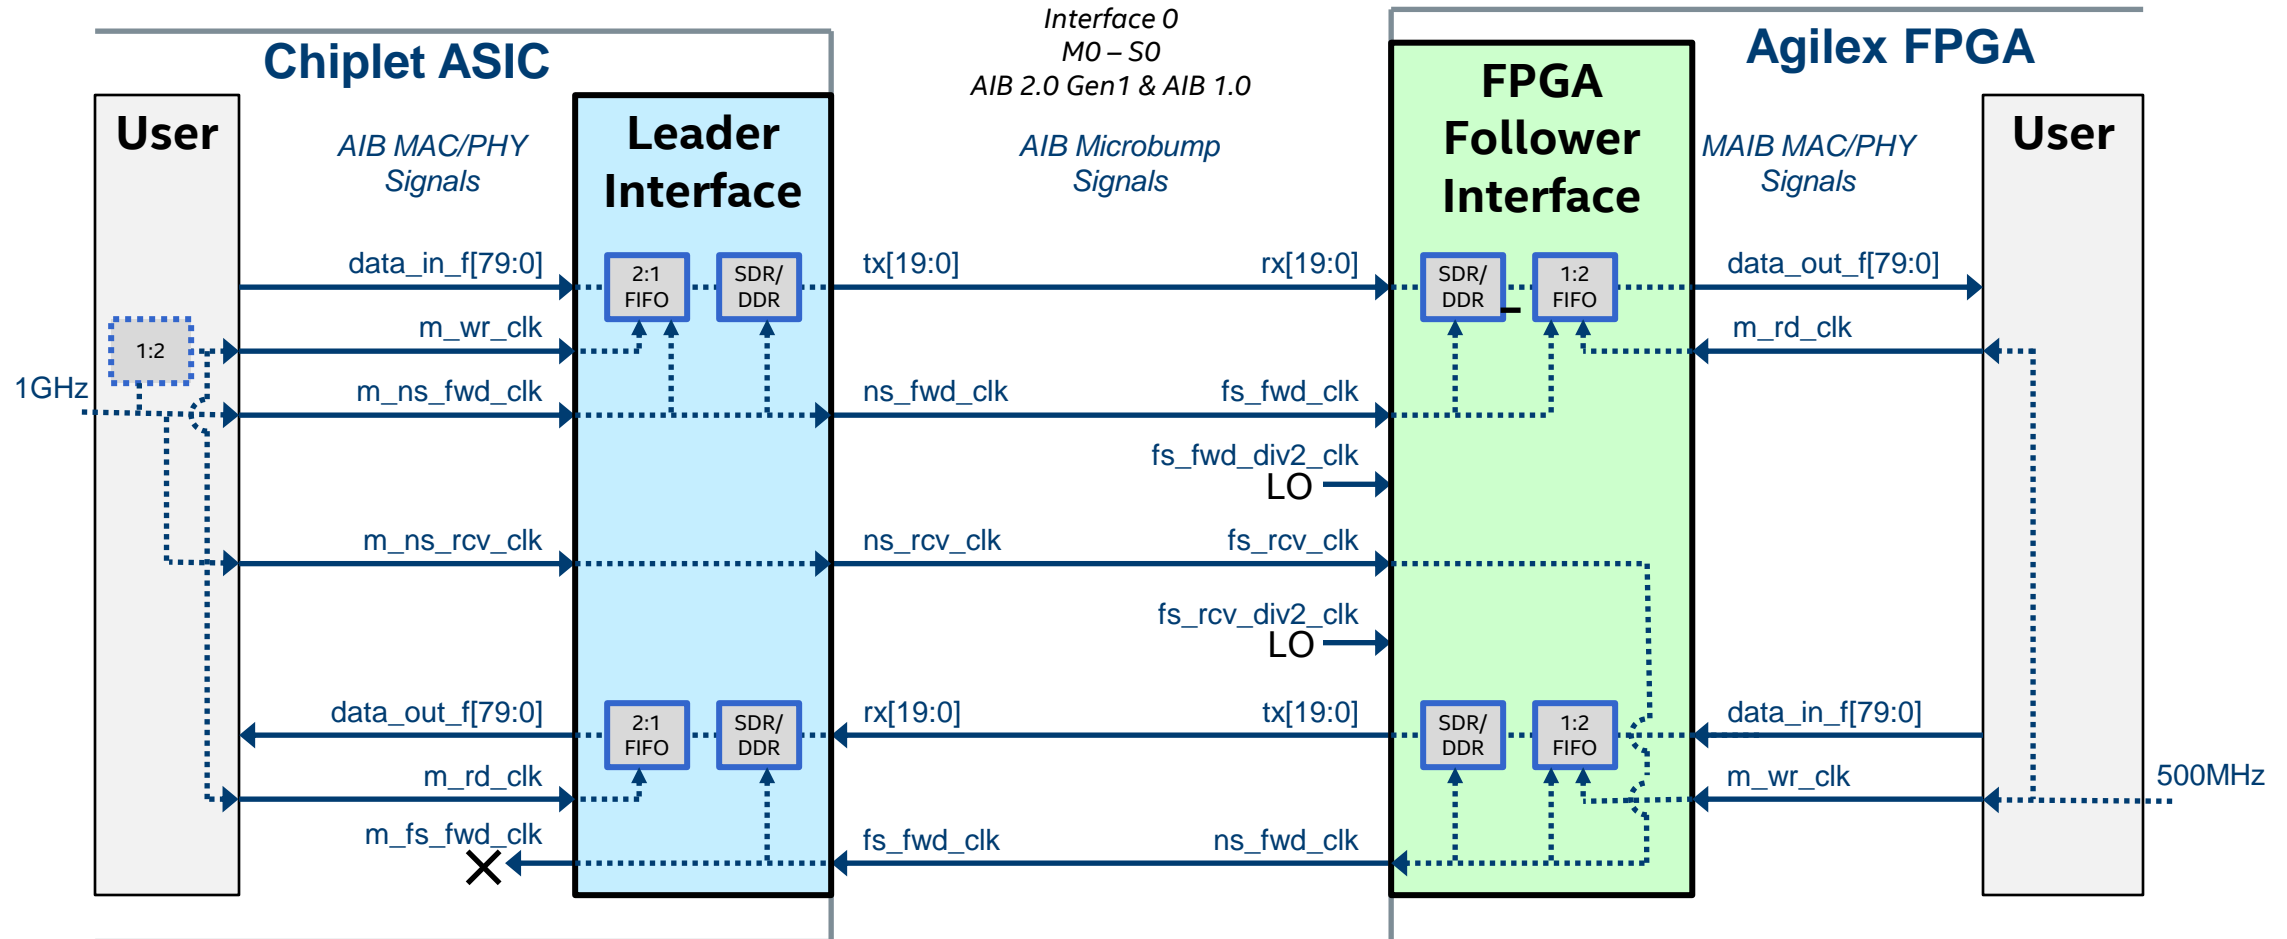 Interface 0
M0 – S0
AIB 2.0 Gen1 & AIB 1.0
Chiplet ASIC
Agilex FPGA
User
AIB MAC/PHY
Signals
Leader
Interface
AIB Microbump
Signals
FPGA
Follower
Interface
MAIB MAC/PHY
Signals
User
data_in_f[79:0]
2:1
FIFO
SDR/
DDR
tx[19:0]
rx[19:0]
SDR/
DDR
1:2
FIFO
data_out_f[79:0]
1:2
m_wr_clk
m_rd_clk
1GHz
m_ns_fwd_clk
ns_fwd_clk
fs_fwd_clk
fs_fwd_div2_clk
LO
m_ns_rcv_clk
ns_rcv_clk
fs_rcv_clk
fs_rcv_div2_clk
LO
data_out_f[79:0]
2:1
FIFO
SDR/
DDR
rx[19:0]
tx[19:0]
SDR/
DDR
1:2
FIFO
data_in_f[79:0]
m_rd_clk
m_wr_clk
500MHz
m_fs_fwd_clk
fs_fwd_clk
ns_fwd_clk